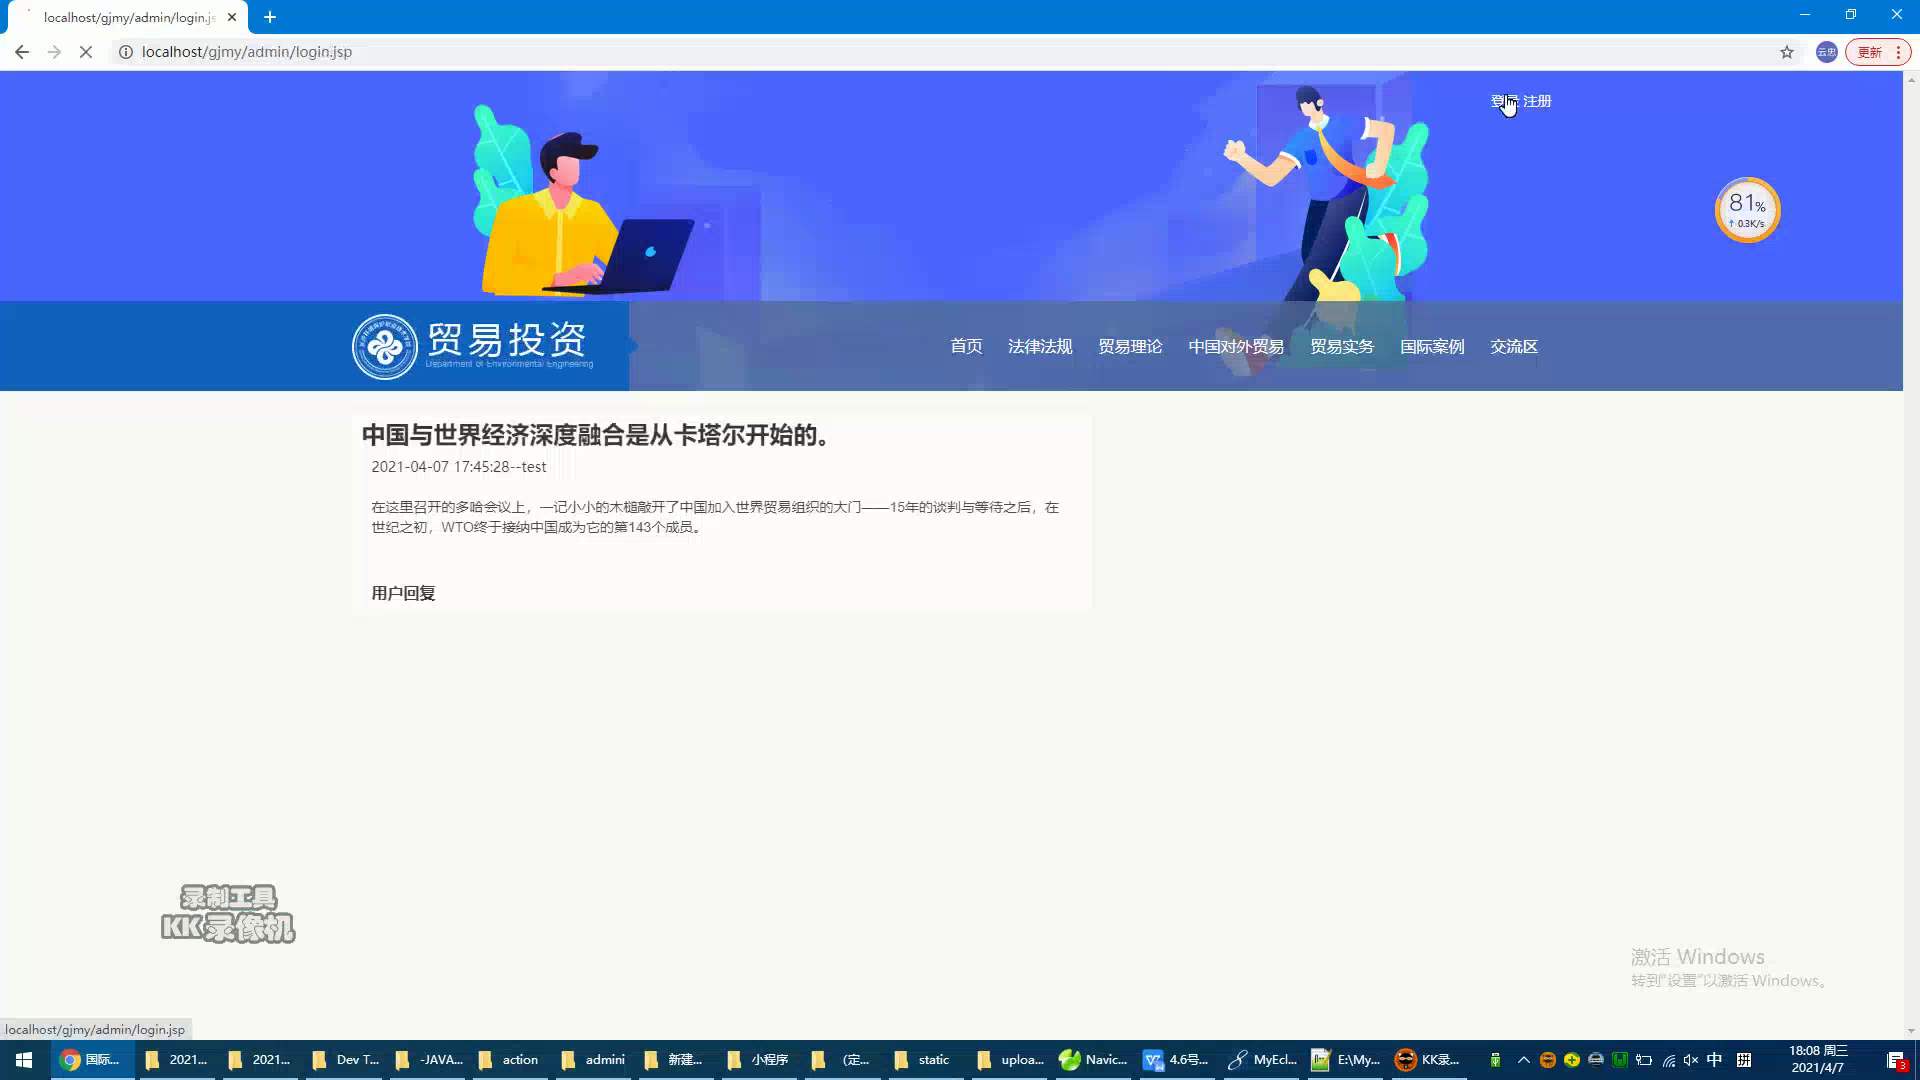 localhost/gjmy/admin/login.js
localhost/gjmy/admin/login.jsp
更新
注册
81%
↑ 0.3K/s
贸易投资
Department of Environmental Engineering
首页 法律法规 贸易理论 中国对外贸易 贸易实务 国际案例 交流区
中国与世界经济深度融合是从卡塔尔开始的。
2021-04-07 17:45:28--test
在这里召开的多哈会议上，一记小小的木槌敲开了中国加入世界贸易组织的大门——15年的谈判与等待之后，在
世纪之初，WTO终于接纳中国成为它的第143个成员。
用户回复
录制工具
KK录像机
激活 Windows
转到"设置"以激活 Windows。
localhost/gjmy/admin/login.jsp
国际... 2021... 2021... Dev T... -JAVA... action admini 新建... 小程序 (定... static uploa... Navic... 4.6号... MyEcl... E:\My... KK录... 中 拼
18:08 周三
2021/4/7
3